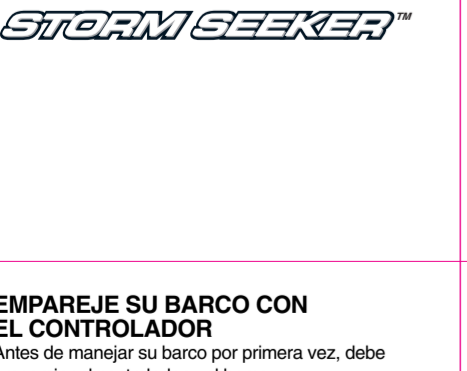 STORM SEEKER™
EMPAREJE SU BARCO CON
EL CONTROLADOR
Antes de manejar su barco por primera vez, debe